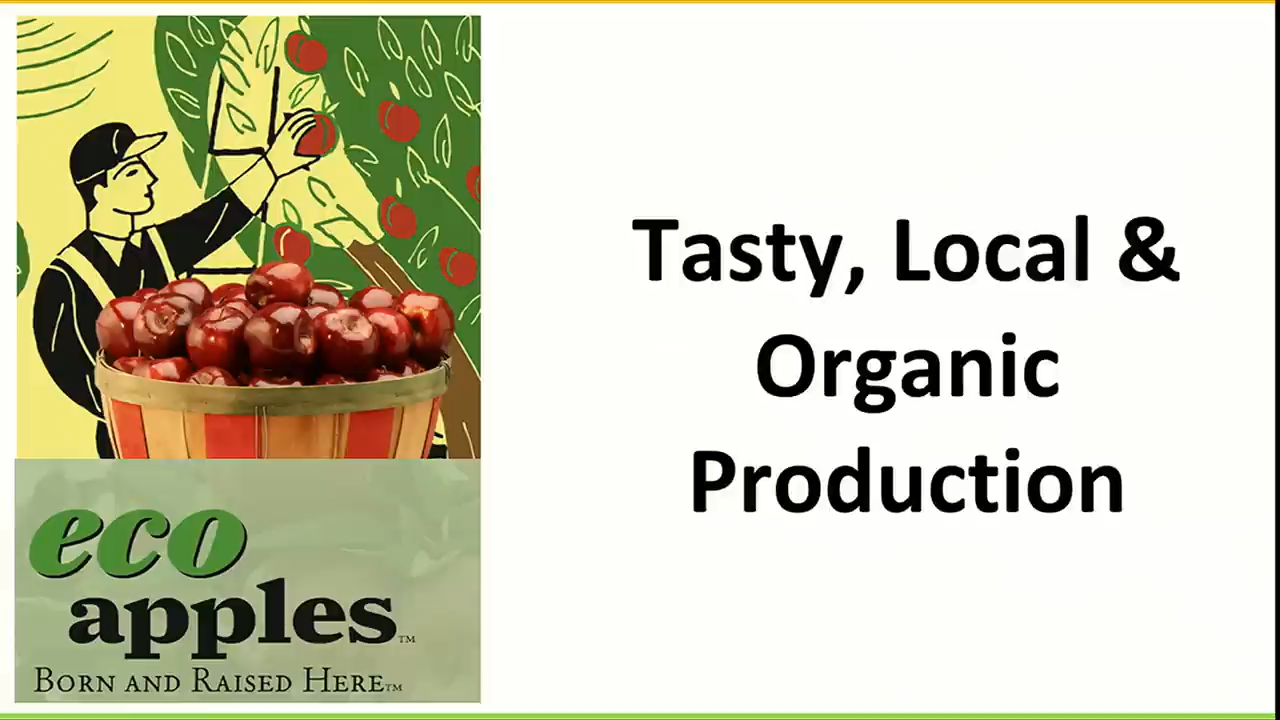 Tasty, Local &
Organic
Production
eco
apples™
BORN AND RAISED HERE™